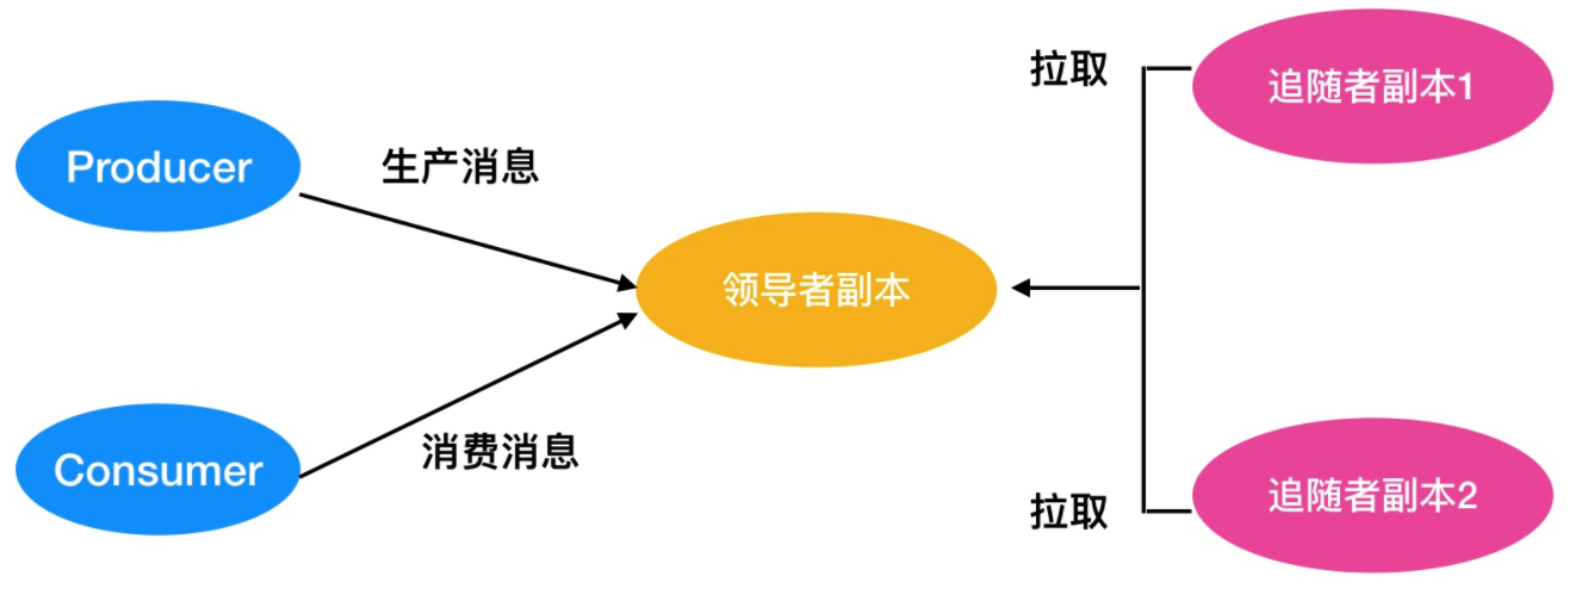 Producer
生产消息
Consumer
消费消息
领导者副本
拉取
追随者副本1
拉取
追随者副本2